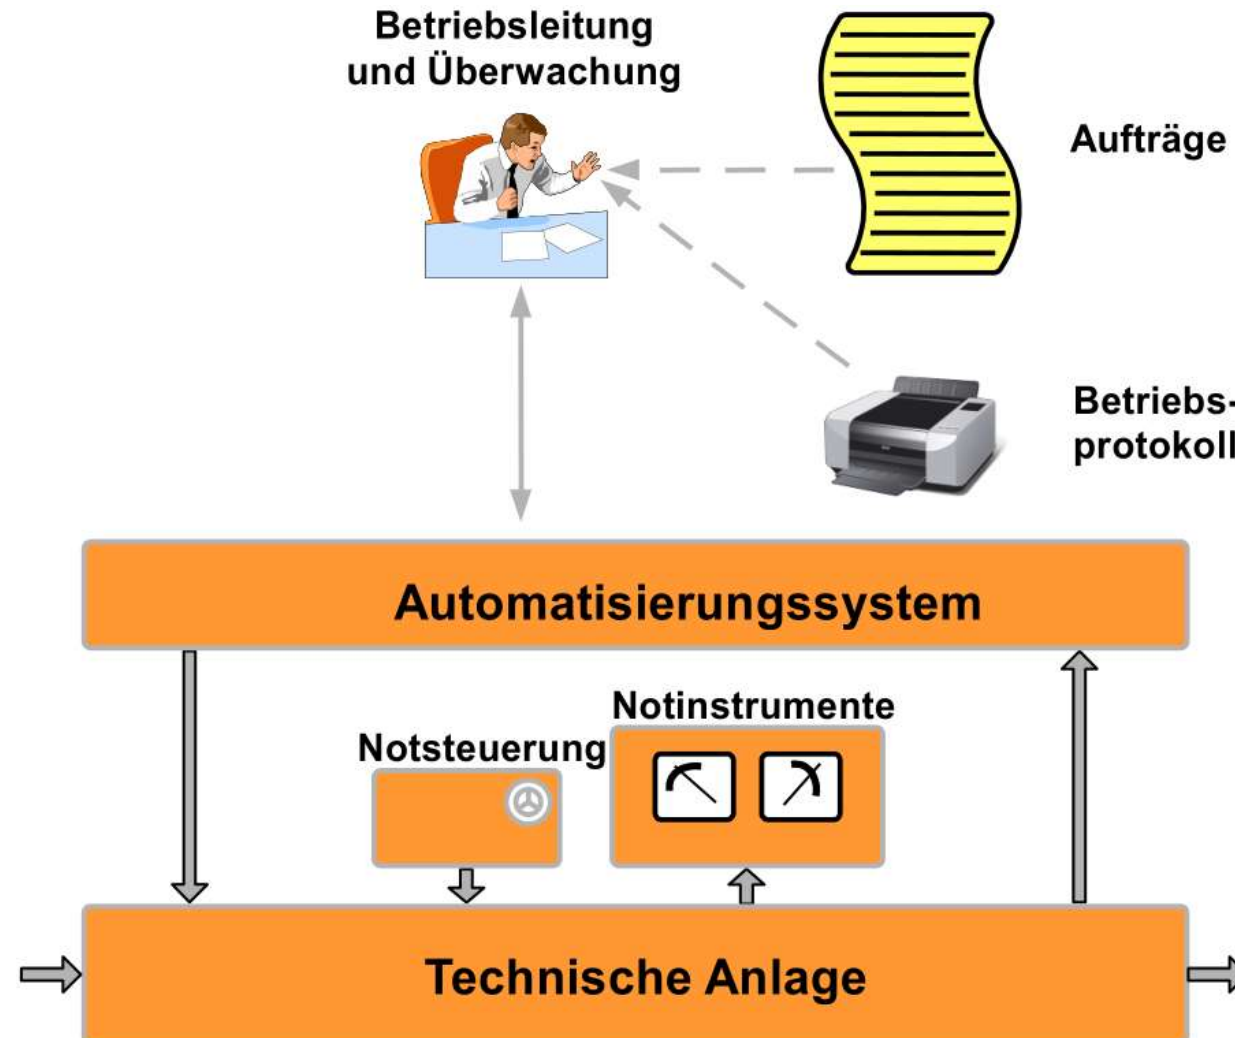 Betriebsleitung
und Überwachung
Aufträge
Betriebs-
protokoll
Automatisierungssystem
Notinstrumente
Notsteuerung
Technische Anlage